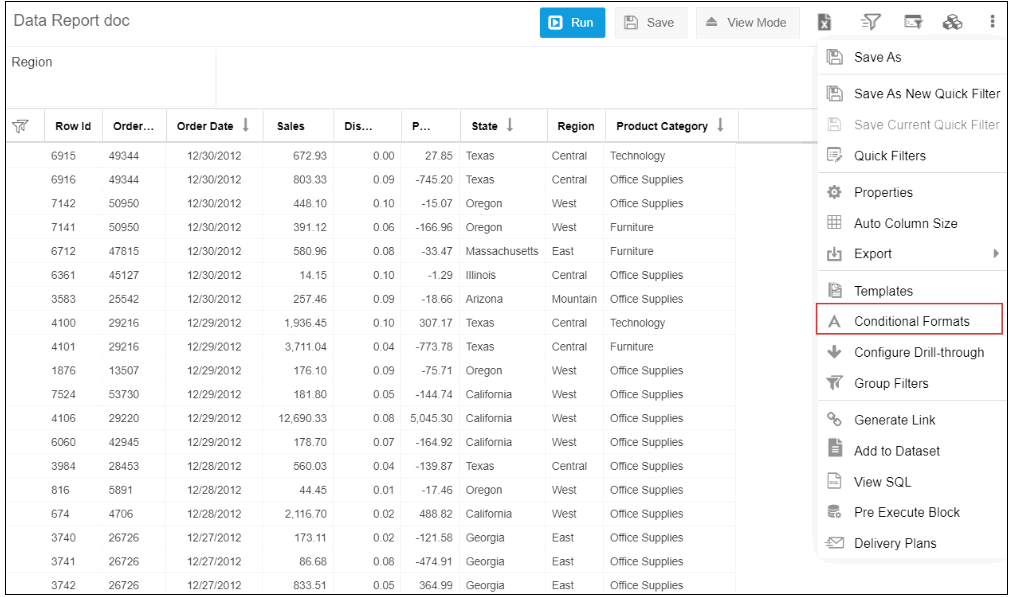 Data Report doc
Run
Save
View Mode
Region
Row Id Order... Order Date Sales Dis... P... State Region Product Category
6915 49344 12/30/2012 672.93 0.00 27.85 Texas Central Technology
6916 49344 12/30/2012 803.33 0.09 -745.20 Texas Central Office Supplies
7142 50950 12/30/2012 448.10 0.10 -15.07 Oregon West Office Supplies
7141 50950 12/30/2012 391.12 0.06 -166.96 Oregon West Furniture
6712 47815 12/30/2012 580.96 0.08 -33.47 Massachusetts East Furniture
6361 45127 12/30/2012 14.15 0.10 -1.29 Illinois Central Office Supplies
3583 25542 12/30/2012 257.46 0.09 -18.66 Arizona Mountain Office Supplies
4100 29216 12/29/2012 1,936.45 0.10 307.17 Texas Central Technology
4101 29216 12/29/2012 3,711.04 0.04 -773.78 Texas Central Furniture
1876 13507 12/29/2012 176.10 0.09 -75.71 Oregon West Office Supplies
7524 53730 12/29/2012 181.80 0.05 -144.74 California West Office Supplies
4106 29220 12/29/2012 12,690.33 0.08 5,045.30 California West Office Supplies
6060 42945 12/29/2012 178.70 0.07 -164.92 California West Office Supplies
3984 28453 12/28/2012 560.03 0.04 -139.87 Texas Central Office Supplies
816 5891 12/28/2012 44.45 0.01 -17.46 Oregon West Office Supplies
674 4706 12/28/2012 2,116.70 0.02 488.82 California West Office Supplies
3740 26726 12/27/2012 173.11 0.02 -121.58 Georgia East Office Supplies
3741 26726 12/27/2012 86.68 0.08 -474.91 Georgia East Office Supplies
3742 26726 12/27/2012 833.51 0.05 364.99 Georgia East Office Supplies
Save As
Save As New Quick Filter
Save Current Quick Filter
Quick Filters
Properties
Auto Column Size
Export
Templates
Conditional Formats
Configure Drill-through
Group Filters
Generate Link
Add to Dataset
View SQL
Pre Execute Block
Delivery Plans